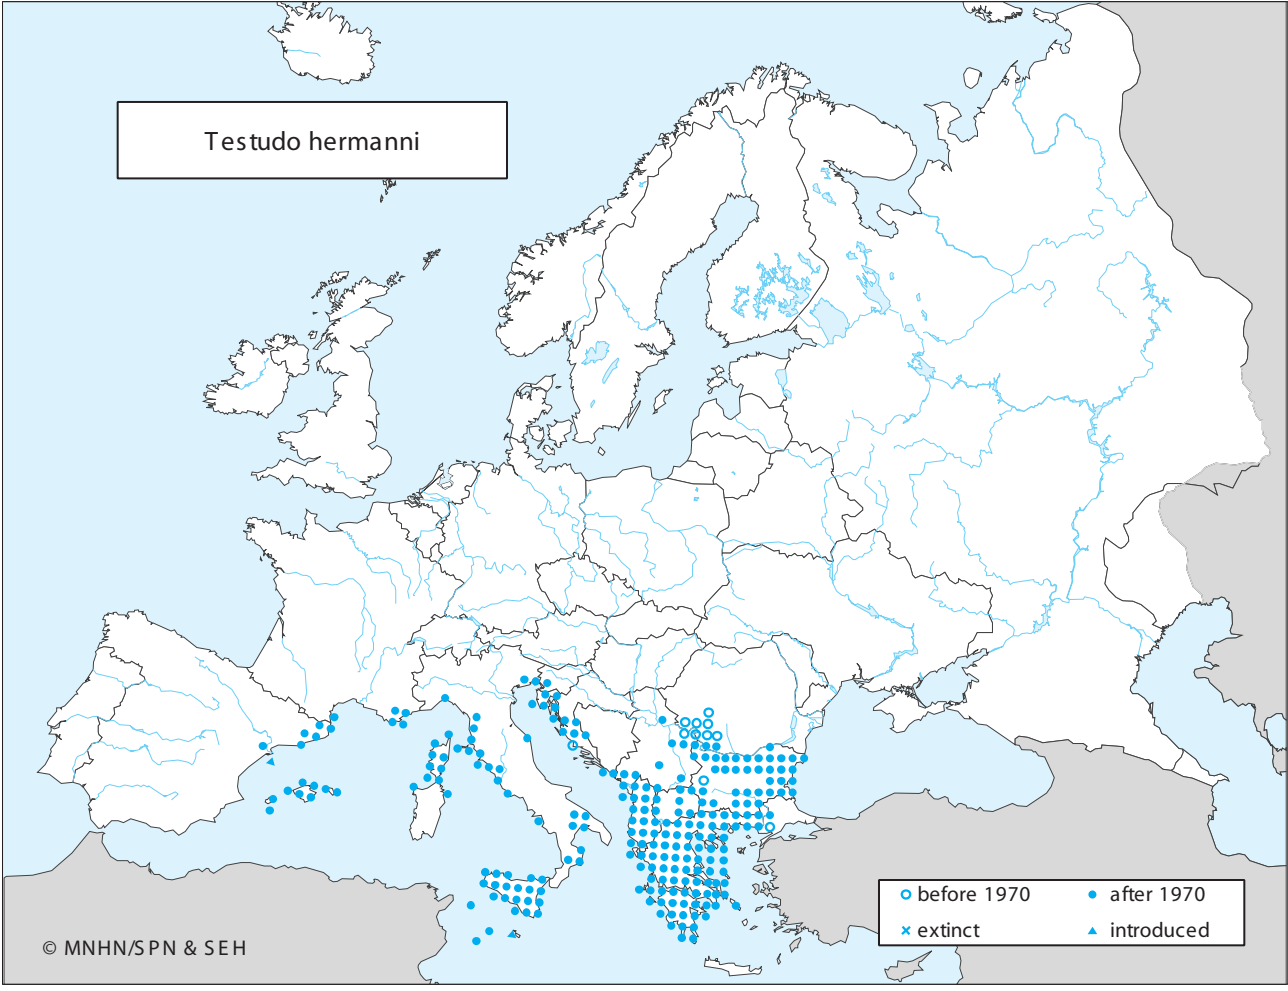 Testudo hermanni
before 1970
after 1970
extinct
introduced
© MNHN/SPN & SEH